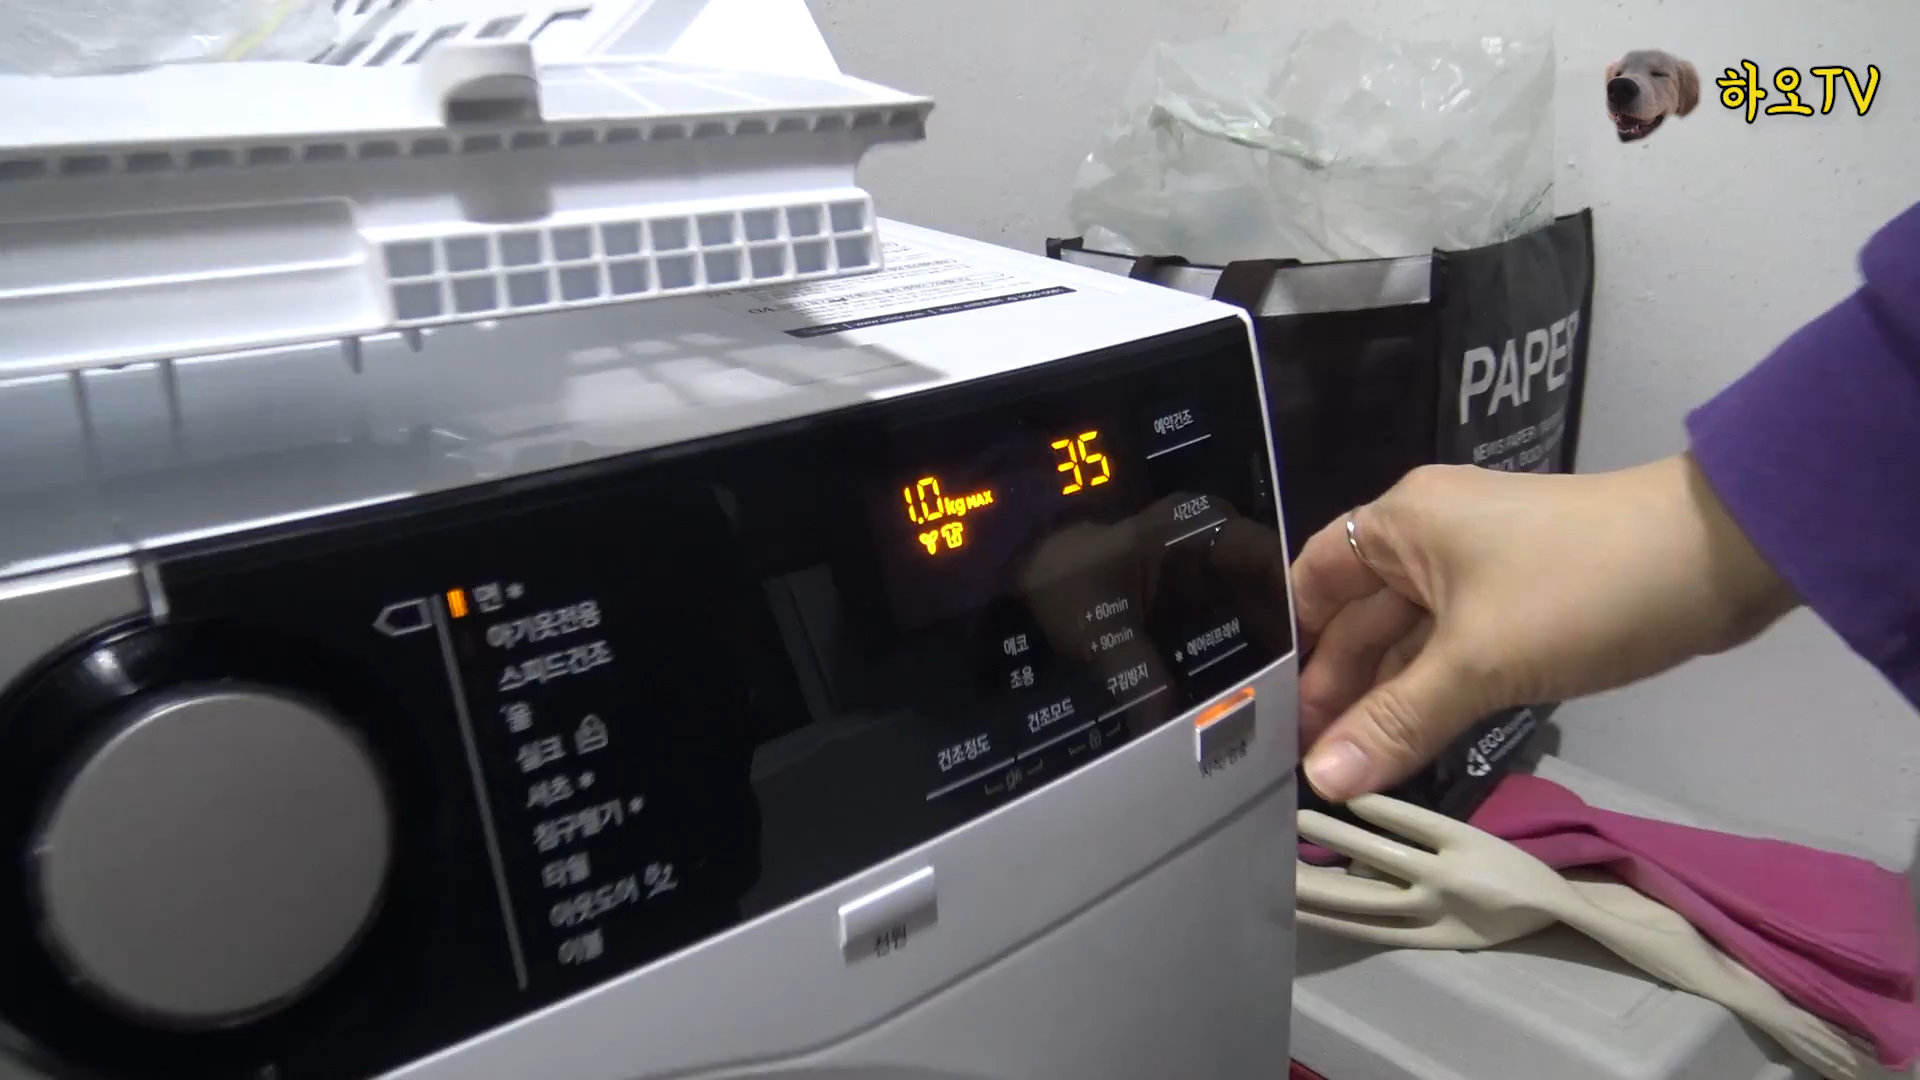 하오TV
PAPER
35
예약건조
1.0kg MAX
시간건조
면*
아기옷전용
스피드건조
울
실크
셔츠*
침구털기*
타월
아웃도어
이불
+60min
에코
+90min
조용
*에어리프레쉬
구김방지
건조모드
건조정도
전원
ECO